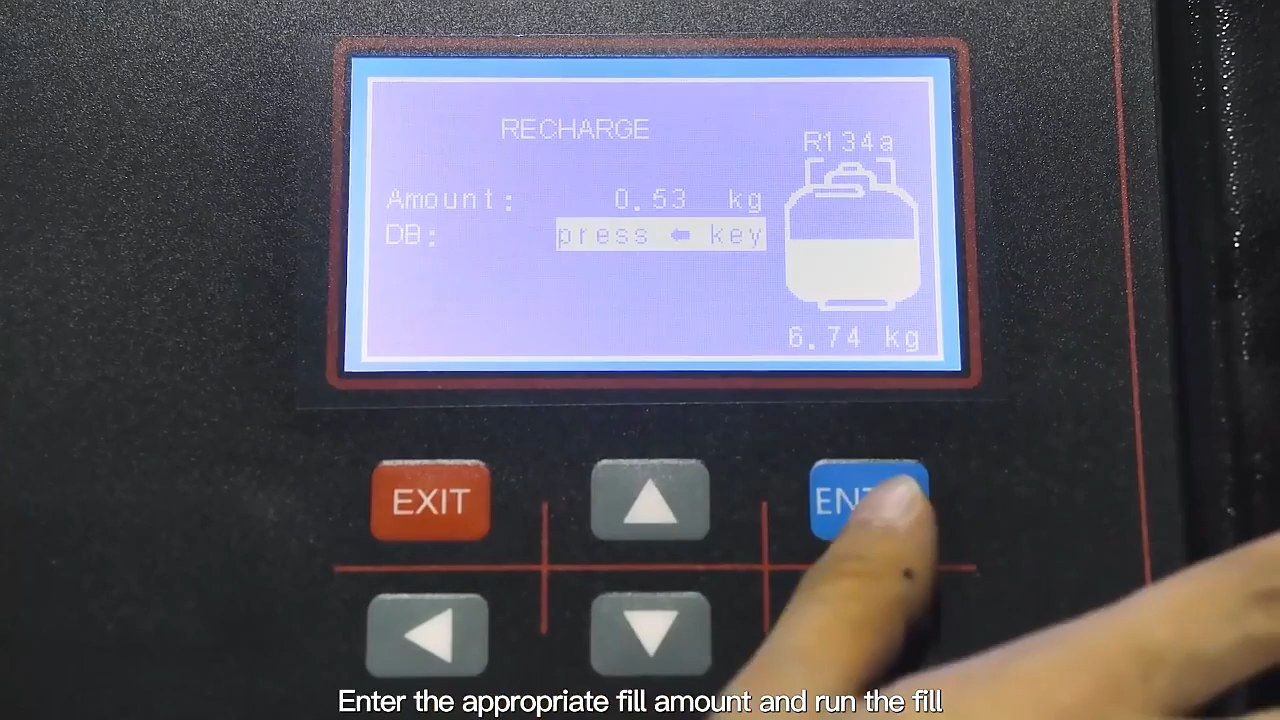 RECHARGE
R134a
Amount: 0.53 kg
DB: press ⬅ key
6.74 kg
EXIT
Enter the appropriate fill amount and run the fill